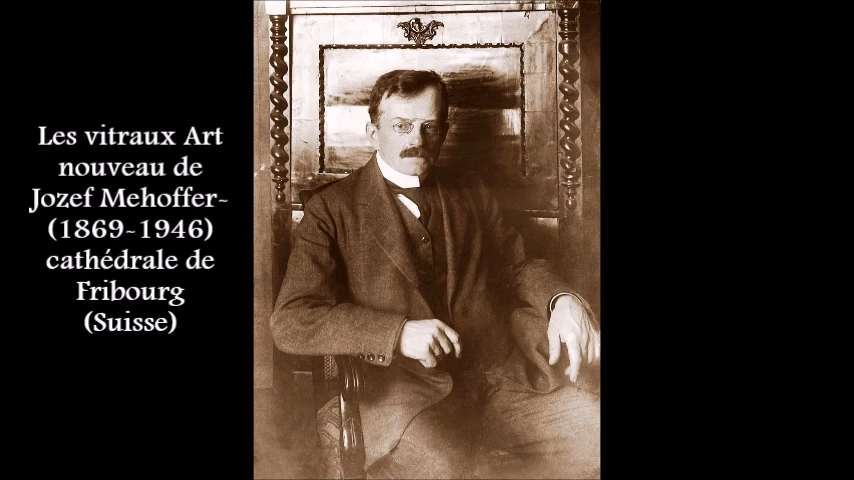 Les vitraux Art
nouveau de
Jozef Mehoffer-
(1869-1946)
cathédrale de
Fribourg
(Suisse)